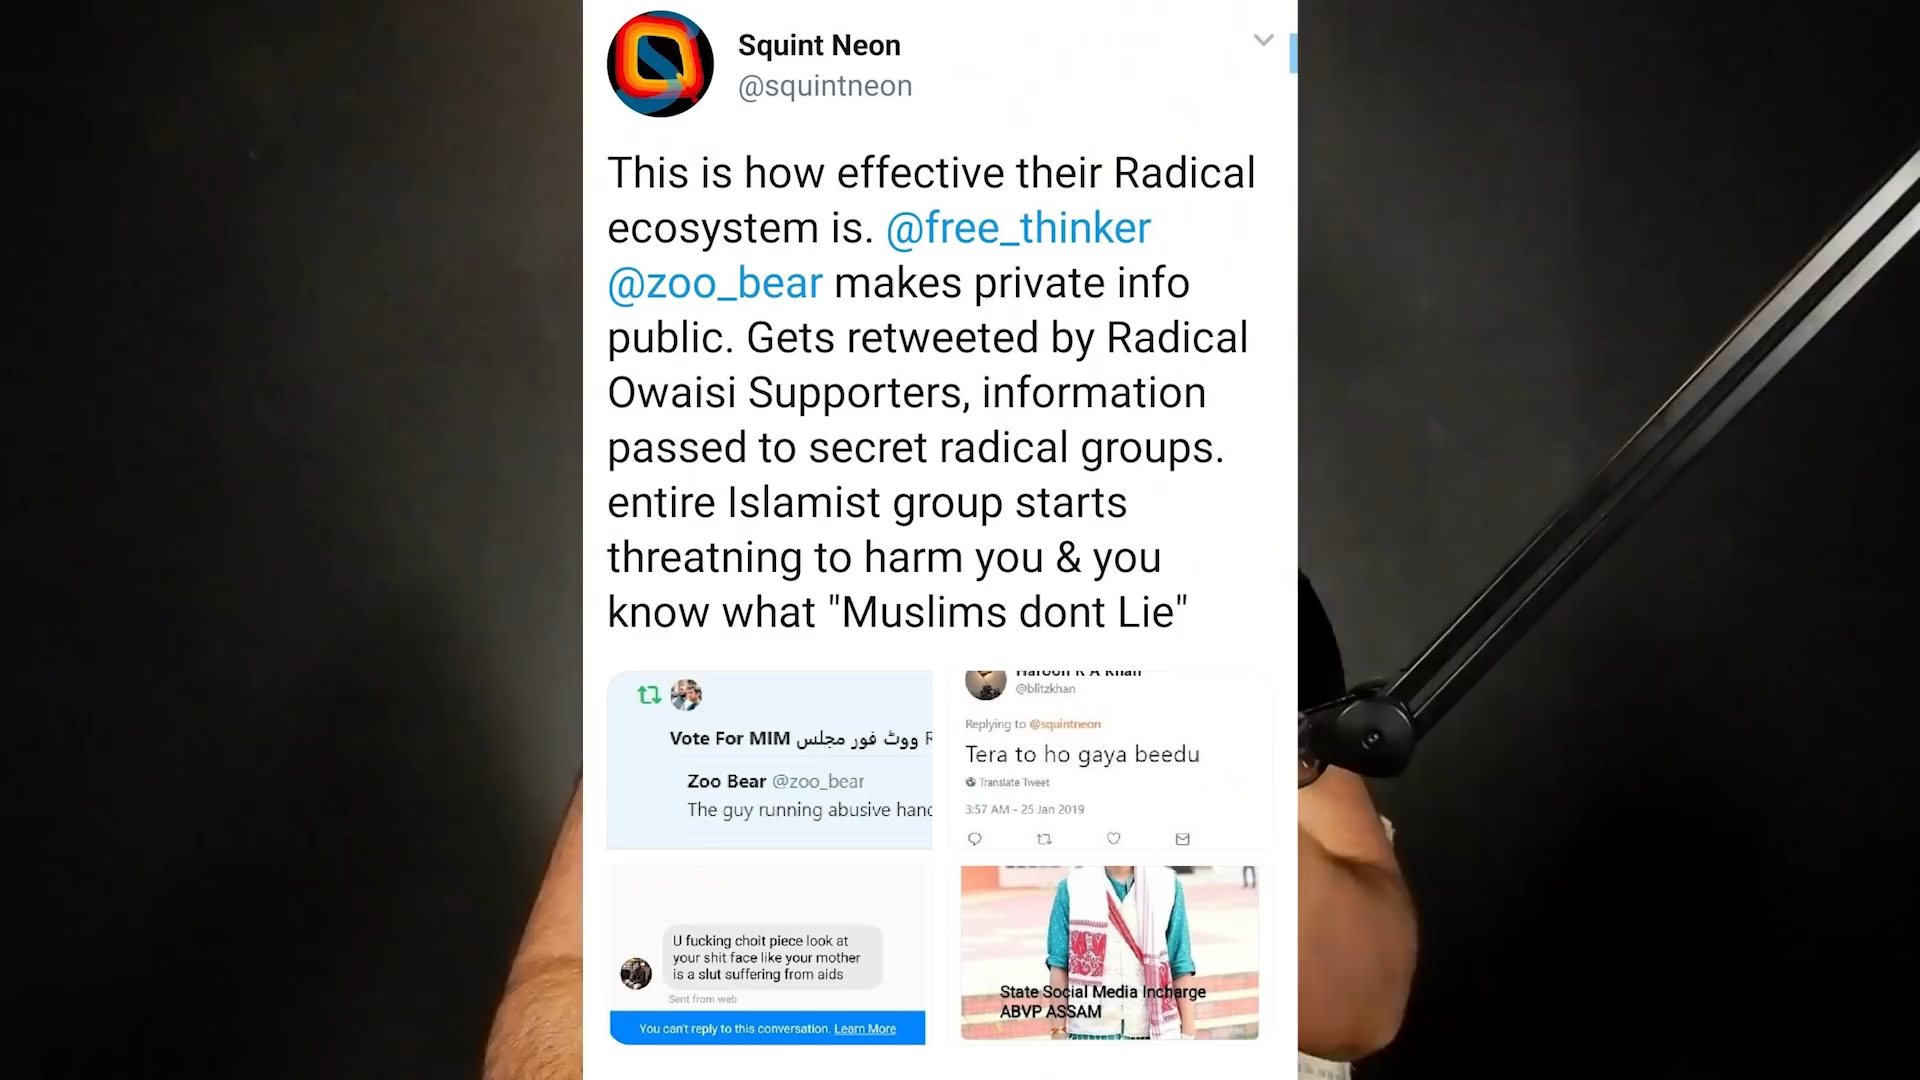 Squint Neon
@squintneon
This is how effective their Radical
ecosystem is. @free_thinker
@zoo_bear makes private info
public. Gets retweeted by Radical
Owaisi Supporters, information
passed to secret radical groups.
entire Islamist group starts
threatning to harm you & you
know what "Muslims dont Lie"
Vote For MIM ووٹ فور مجلس R
Zoo Bear @zoo_bear
The guy running abusive hand
Haroon R A Khan
@blitzkhan
Replying to @squintneon
Tera to ho gaya beedu
Translate Tweet
3:57 AM - 25 Jan 2019
U fucking choit piece look at
your shit face like your mother
is a slut suffering from aids
Sent from web
You can't reply to this conversation. Learn More
State Social Media Incharge
ABVP ASSAM